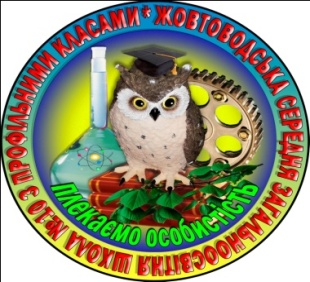 ЖОВТОВОДСЬКА СЕРЕДНЯ ЗАГАЛЬНООСВІТНЯ ШКОЛА №10 З ПРОФІЛЬНИМИ КЛАСАМИ*
плекаємо особистість